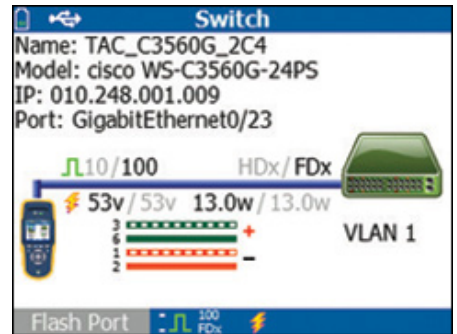 Switch
Name: TAC_C3560G_2C4
Model: cisco WS-C3560G-24PS
IP: 010.248.001.009
Port: GigabitEthernet0/23
10/100 HDx/FDx
53v/53v 13.0w/13.0w
3
6 +
1
2 -
VLAN 1
Flash Port 100
FDx